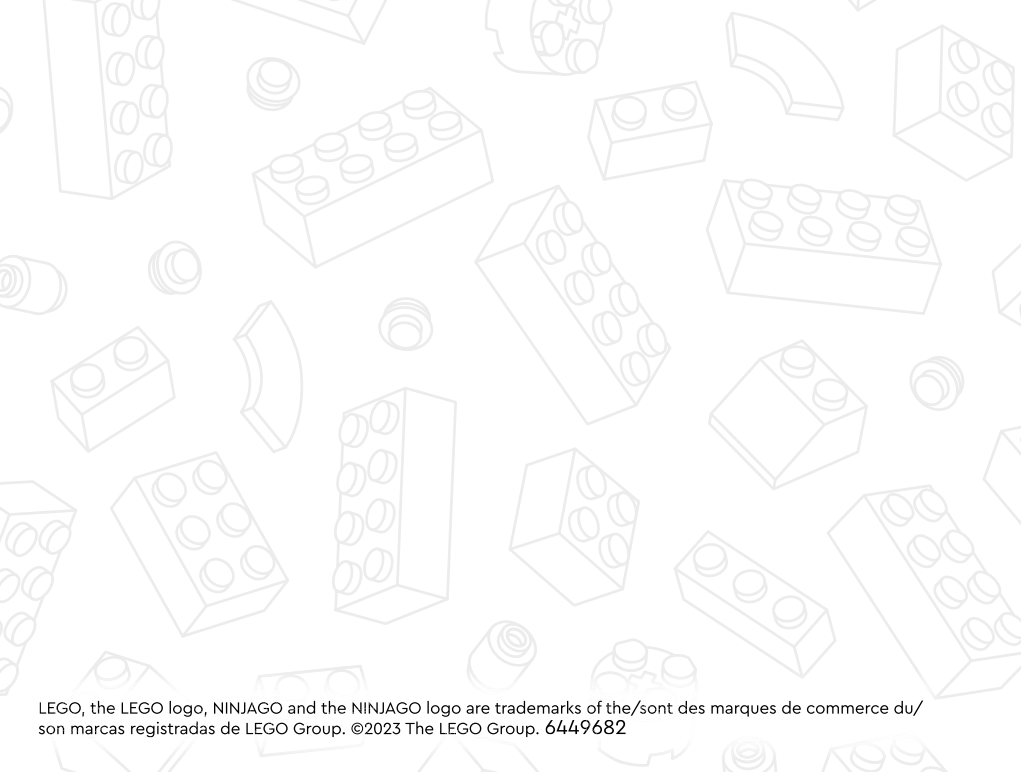 LEGO, the LEGO logo, NINJAGO and the NINJAGO logo are trademarks of the/sont des marques de commerce du/
son marcas registradas de LEGO Group. ©2023 The LEGO Group. 6449682